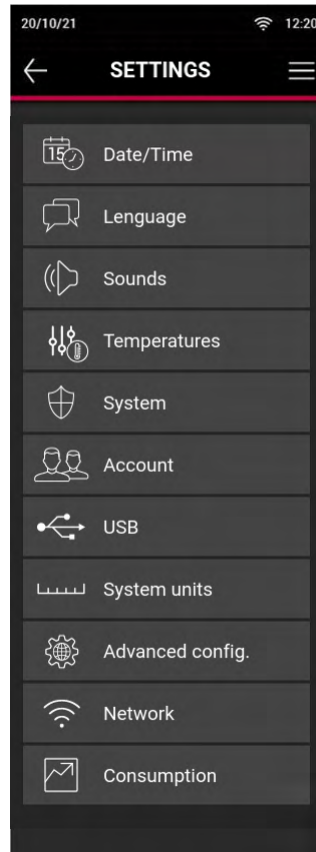 20/10/21 12:20
SETTINGS
15
Date/Time
Lenguage
Sounds
Temperatures
System
Account
USB
System units
Advanced config.
Network
Consumption